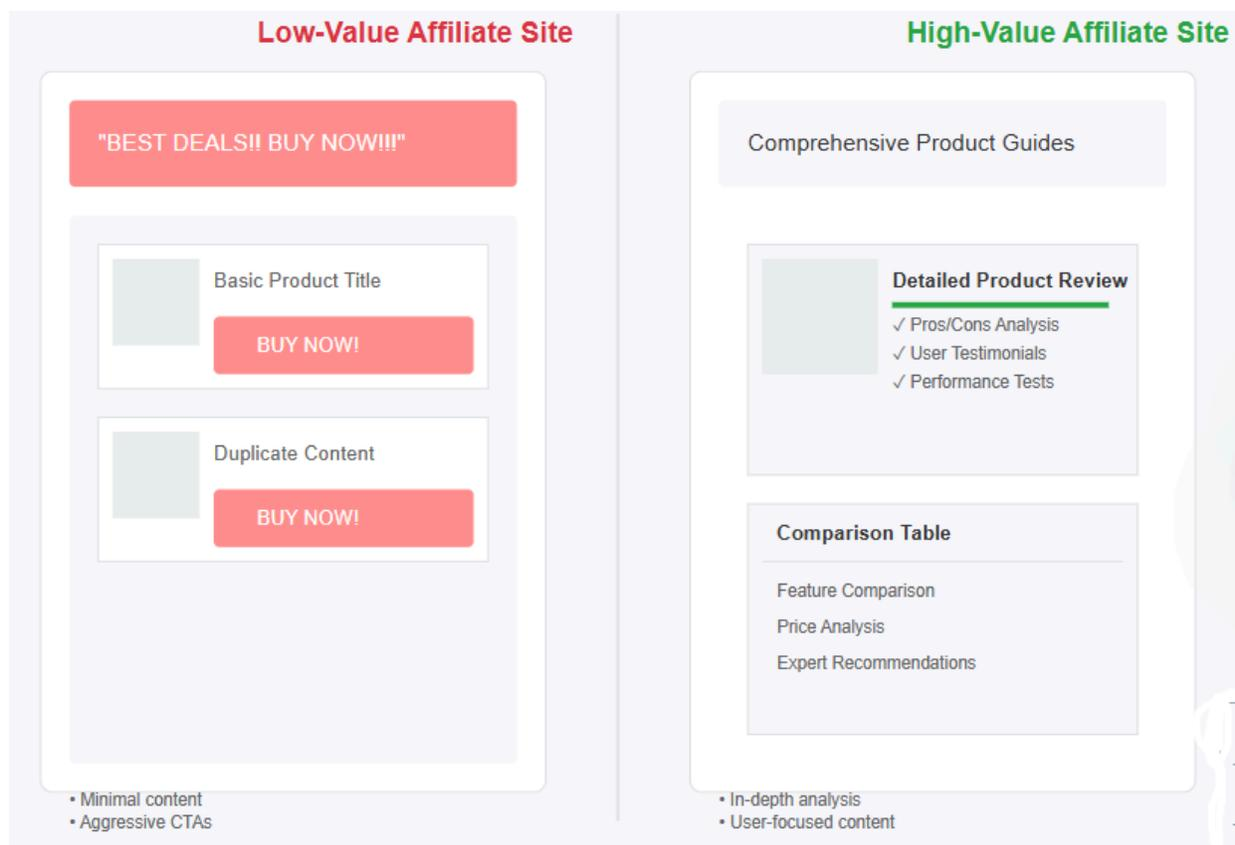 Low-Value Affiliate Site
"BEST DEALS!! BUY NOW!!!"
Basic Product Title
BUY NOW!
Duplicate Content
BUY NOW!
• Minimal content
• Aggressive CTAs
High-Value Affiliate Site
Comprehensive Product Guides
Detailed Product Review
✓ Pros/Cons Analysis
✓ User Testimonials
✓ Performance Tests
Comparison Table
Feature Comparison
Price Analysis
Expert Recommendations
• In-depth analysis
• User-focused content